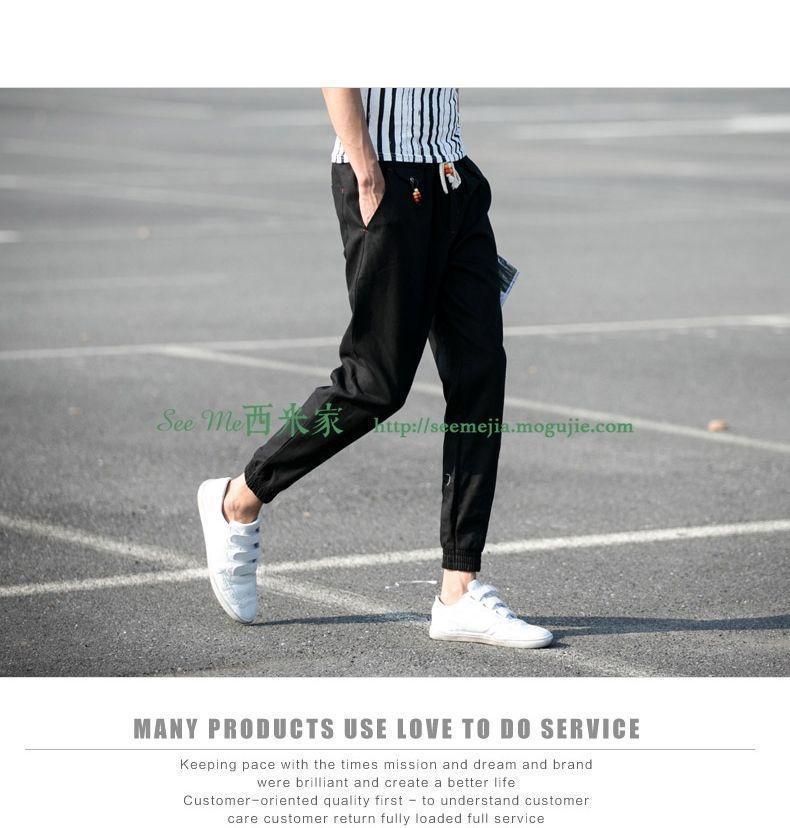 See Me西米家 http://seemejia.mogujie.com
MANY PRODUCTS USE LOVE TO DO SERVICE
Keeping pace with the times mission and dream and brand
were brilliant and create a better life
Customer-oriented quality first - to understand customer
care customer return fully loaded full service